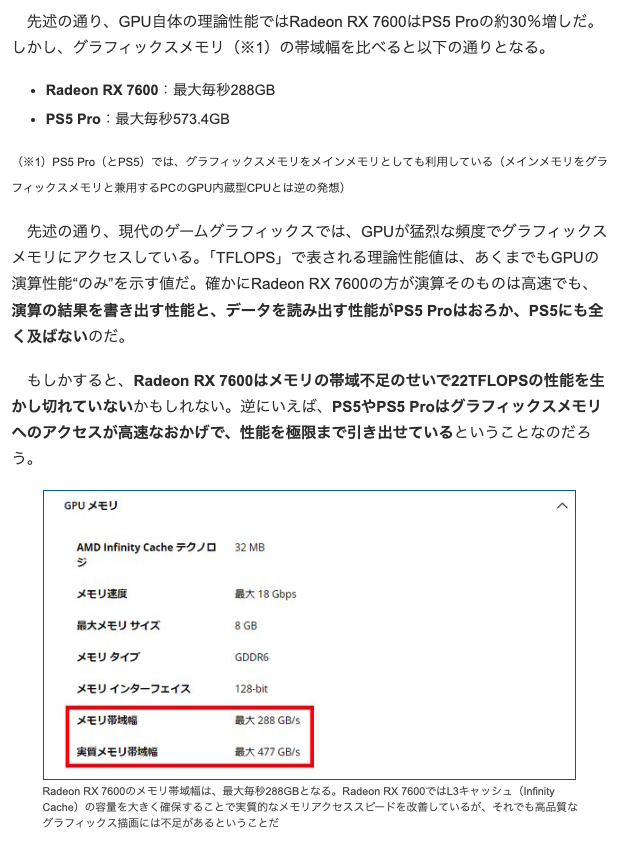 先述の通り、GPU自体の理論性能ではRadeon RX 7600はPS5 Proの約30％増しだ。
しかし、グラフィックスメモリ（※1）の帯域幅を比べると以下の通りとなる。
• Radeon RX 7600：最大毎秒288GB
• PS5 Pro：最大毎秒573.4GB
（※1）PS5 Pro（とPS5）では、グラフィックスメモリをメインメモリとしても利用している（メインメモリをグラ
フィックスメモリと兼用するPCのGPU内蔵型CPUとは逆の発想）
先述の通り、現代のゲームグラフィックスでは、GPUが猛烈な頻度でグラフィックス
メモリにアクセスしている。「TFLOPS」で表される理論性能値は、あくまでもGPUの
演算性能“のみ”を示す値だ。確かにRadeon RX 7600の方が演算そのものは高速でも、
演算の結果を書き出す性能と、データを読み出す性能がPS5 Proはおろか、PS5にも全
く及ばないのだ。
もしかすると、Radeon RX 7600はメモリの帯域不足のせいで22TFLOPSの性能を生
かし切れていないかもしれない。逆にいえば、PS5やPS5 Proはグラフィックスメモリ
へのアクセスが高速なおかげで、性能を極限まで引き出せているということなのだろ
う。
GPU メモリ
AMD Infinity Cache テクノロ
ジ 32 MB
メモリ速度 最大 18 Gbps
最大メモリ サイズ 8 GB
メモリ タイプ GDDR6
メモリ インターフェイス 128-bit
メモリ帯域幅 最大 288 GB/s
実質メモリ帯域幅 最大 477 GB/s
Radeon RX 7600のメモリ帯域幅は、最大毎秒288GBとなる。Radeon RX 7600ではL3キャッシュ（Infinity
Cache）の容量を大きく確保することで実質的なメモリアクセススピードを改善しているが、それでも高品質な
グラフィックス描画には不足があるということだ